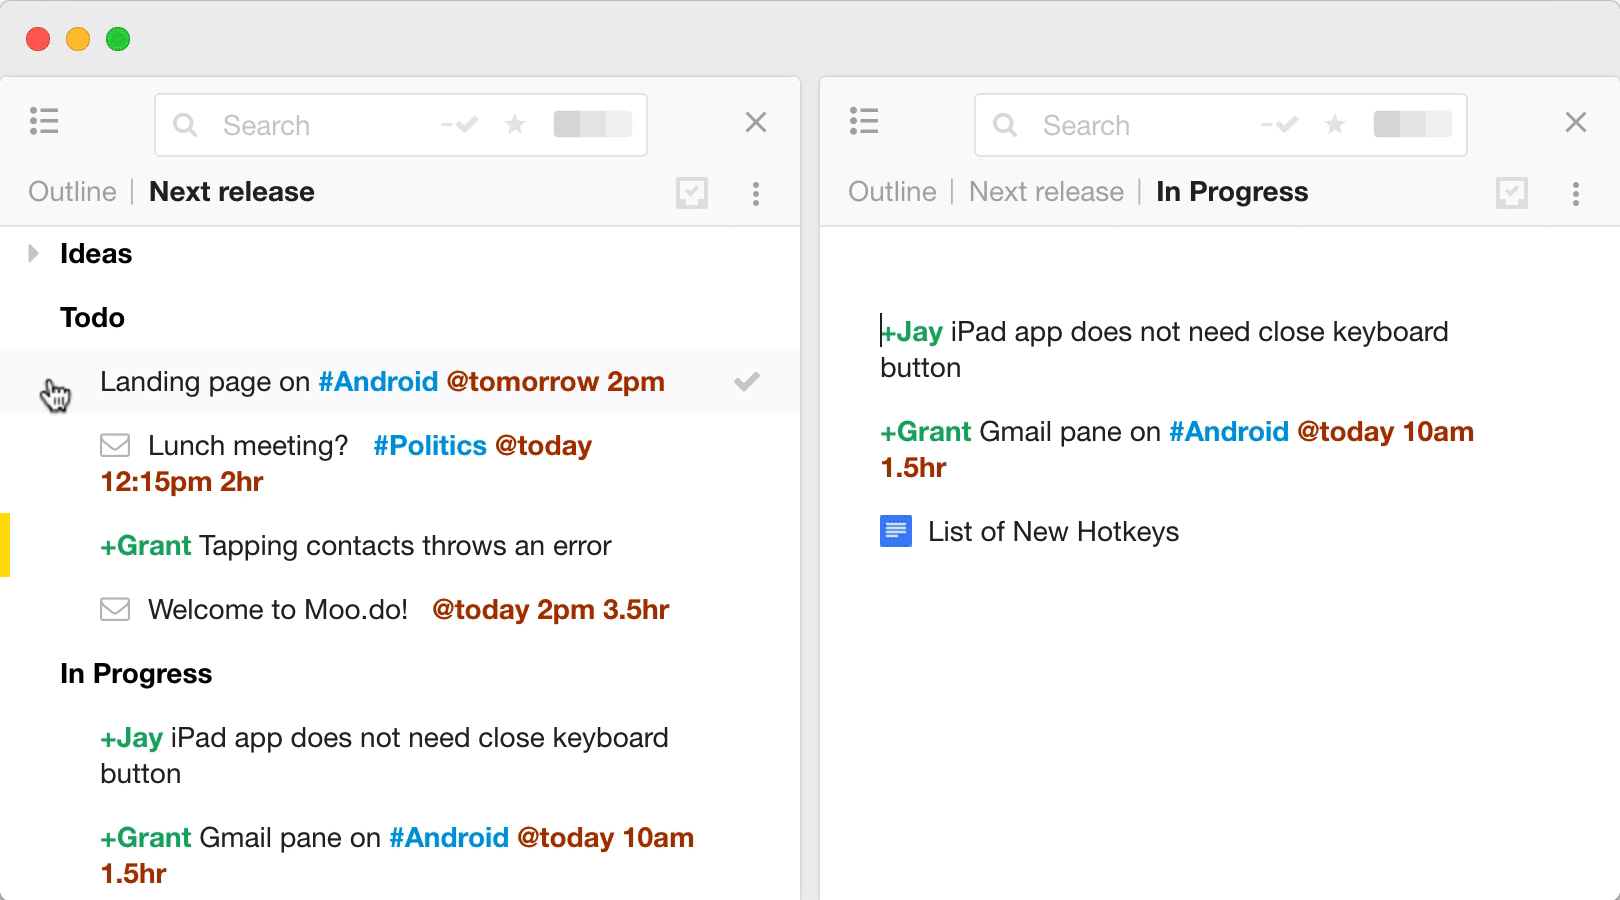 Search
Outline | Next release
Ideas
Todo
Landing page on #Android @tomorrow 2pm
Lunch meeting? #Politics @today
12:15pm 2hr
+Grant Tapping contacts throws an error
Welcome to Moo.do! @today 2pm 3.5hr
In Progress
+Jay iPad app does not need close keyboard
button
+Grant Gmail pane on #Android @today 10am
1.5hr
Search
Outline | Next release | In Progress
+Jay iPad app does not need close keyboard
button
+Grant Gmail pane on #Android @today 10am
1.5hr
List of New Hotkeys